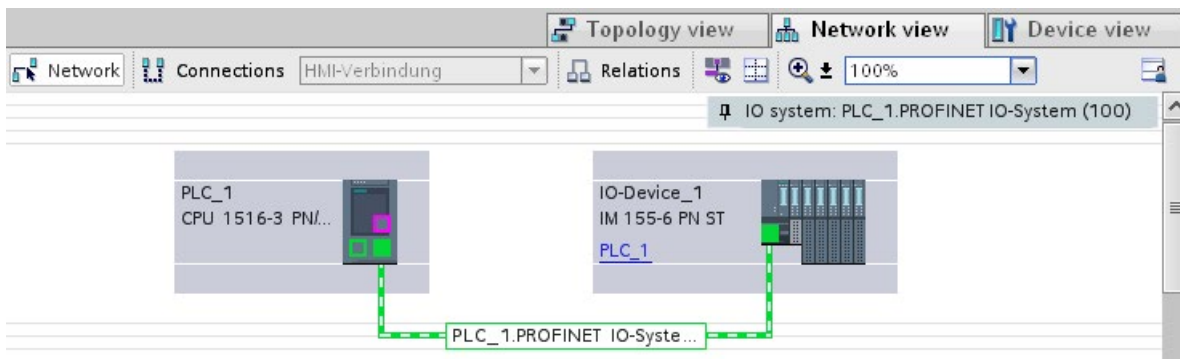 Topology view Network view Device view
Network Connections HMI-Verbindung Relations 100%
IO system: PLC_1.PROFINET IO-System (100)
PLC_1
CPU 1516-3 PN/...
IO-Device_1
IM 155-6 PN ST
PLC_1
PLC_1.PROFINET IO-Syste...